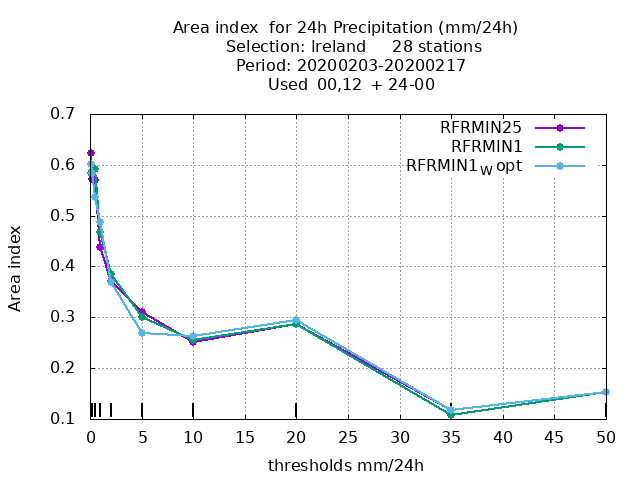 Area index  for 24h Precipitation (mm/24h)
Selection: Ireland     28 stations
Period: 20200203-20200217
Used  00,12  + 24-00
RFRMIN25
RFRMIN1
RFRMIN1w opt
Area index
0.7
0.6
0.5
0.4
0.3
0.2
0.1
0 5 10 15 20 25 30 35 40 45 50
thresholds mm/24h